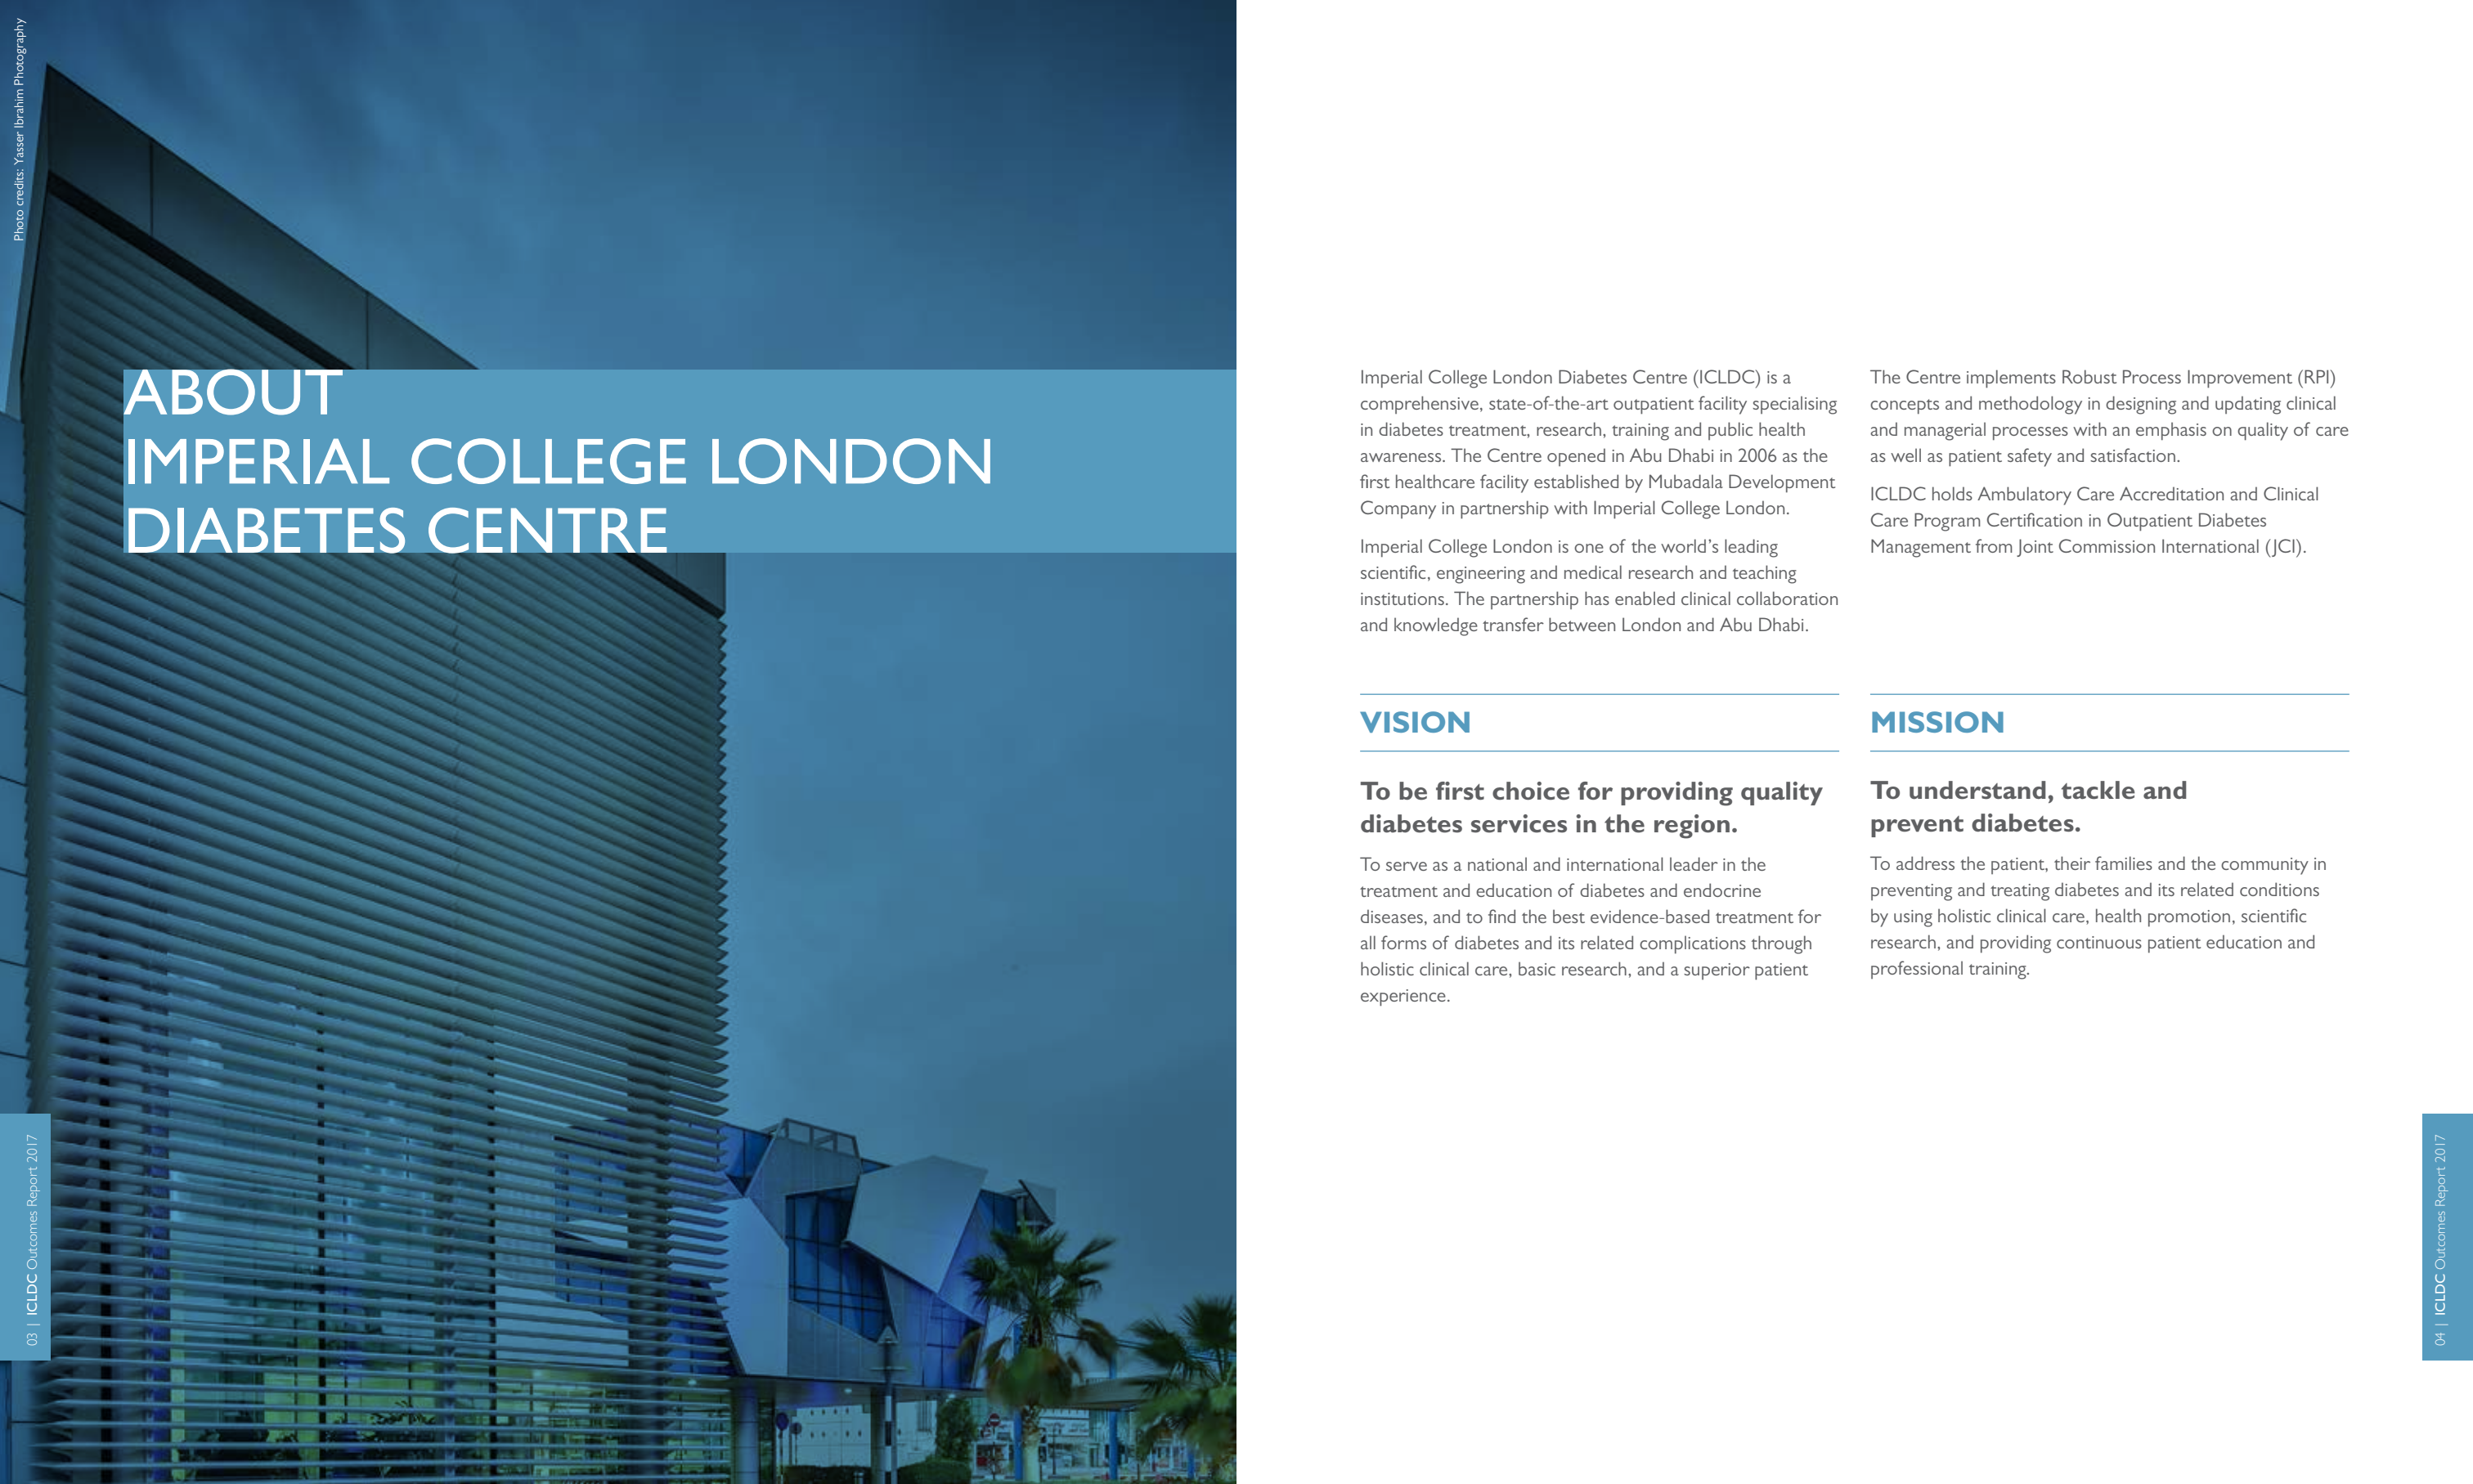 Photo credits: Yasser Ibrahim Photography
ABOUT
IMPERIAL COLLEGE LONDON
DIABETES CENTRE
03 | ICLDC Outcomes Report 2017
Imperial College London Diabetes Centre (ICLDC) is a
comprehensive, state-of-the-art outpatient facility specialising
in diabetes treatment, research, training and public health
awareness. The Centre opened in Abu Dhabi in 2006 as the
first healthcare facility established by Mubadala Development
Company in partnership with Imperial College London.
Imperial College London is one of the world’s leading
scientific, engineering and medical research and teaching
institutions. The partnership has enabled clinical collaboration
and knowledge transfer between London and Abu Dhabi.
The Centre implements Robust Process Improvement (RPI)
concepts and methodology in designing and updating clinical
and managerial processes with an emphasis on quality of care
as well as patient safety and satisfaction.
ICLDC holds Ambulatory Care Accreditation and Clinical
Care Program Certification in Outpatient Diabetes
Management from Joint Commission International (JCI).
VISION
To be first choice for providing quality
diabetes services in the region.
To serve as a national and international leader in the
treatment and education of diabetes and endocrine
diseases, and to find the best evidence-based treatment for
all forms of diabetes and its related complications through
holistic clinical care, basic research, and a superior patient
experience.
MISSION
To understand, tackle and
prevent diabetes.
To address the patient, their families and the community in
preventing and treating diabetes and its related conditions
by using holistic clinical care, health promotion, scientific
research, and providing continuous patient education and
professional training.
04 | ICLDC Outcomes Report 2017